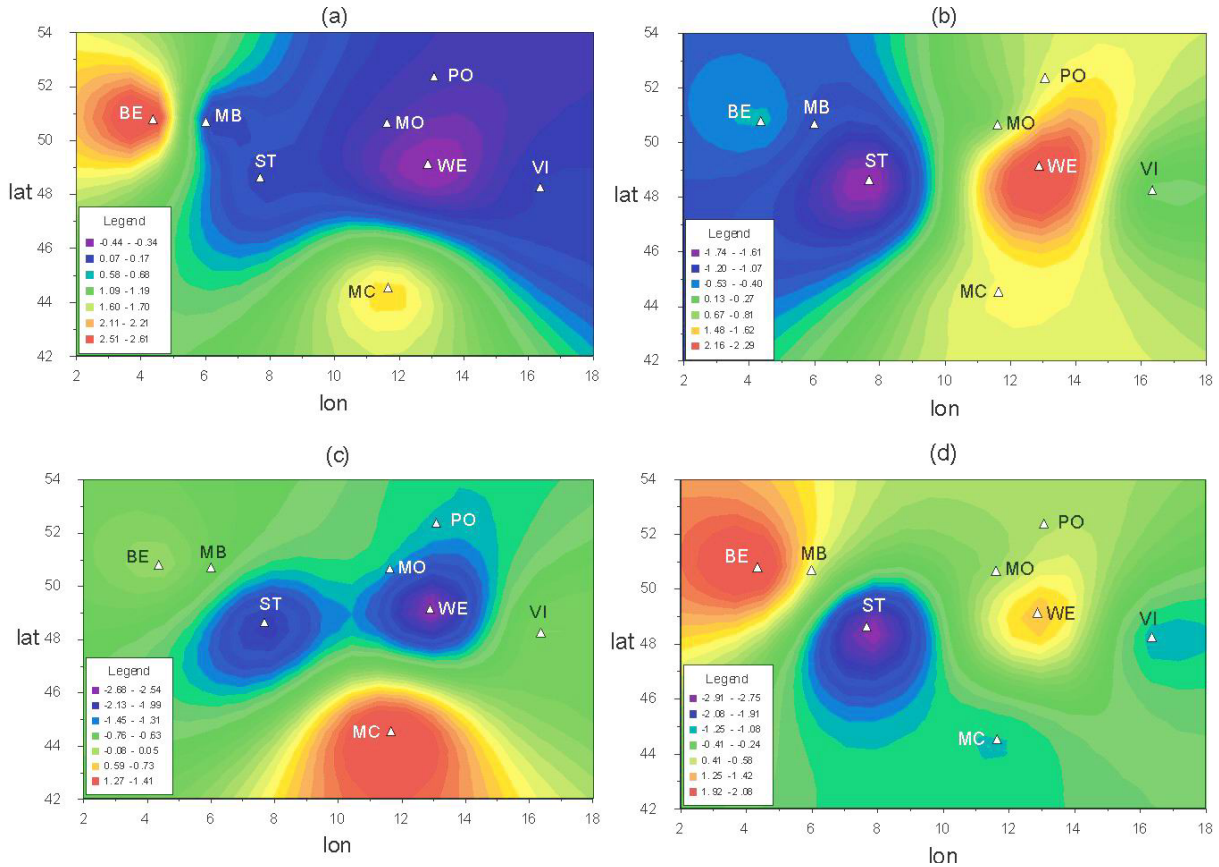 (a)
54
52
50
48
46
44
42
lat
BE
MB
ST
PO
MO
WE
VI
MC
Legend
-0.44 - -0.34
0.07 -0.17
0.58 -0.68
1.09 -1.19
1.60 -1.70
2.11 -2.21
2.51 -2.61
2 4 6 8 10 12 14 16 18
lon
(b)
54
52
50
48
46
44
42
lat
BE
MB
ST
PO
MO
WE
VI
MC
Legend
-1.74 - -1.61
-1.20 - -1.07
-0.53 - -0.40
0.13 -0.27
0.67 -0.81
1.48 -1.62
2.16 -2.29
2 4 6 8 10 12 14 16 18
lon
(c)
54
52
50
48
46
44
42
lat
BE
MB
ST
PO
MO
WE
VI
MC
Legend
-2.68 - -2.54
-2.13 - -1.99
-1.45 - -1.31
-0.76 - -0.63
-0.08 - 0.05
0.59 -0.73
1.27 -1.41
2 4 6 8 10 12 14 16 18
lon
(d)
54
52
50
48
46
44
42
lat
BE
MB
ST
PO
MO
WE
VI
MC
Legend
-2.91 - -2.75
-2.08 - -1.91
-1.25 - -1.08
-0.41 - -0.24
0.41 -0.58
1.25 - 1.42
1.92 -2.08
2 4 6 8 10 12 14 16 18
lon